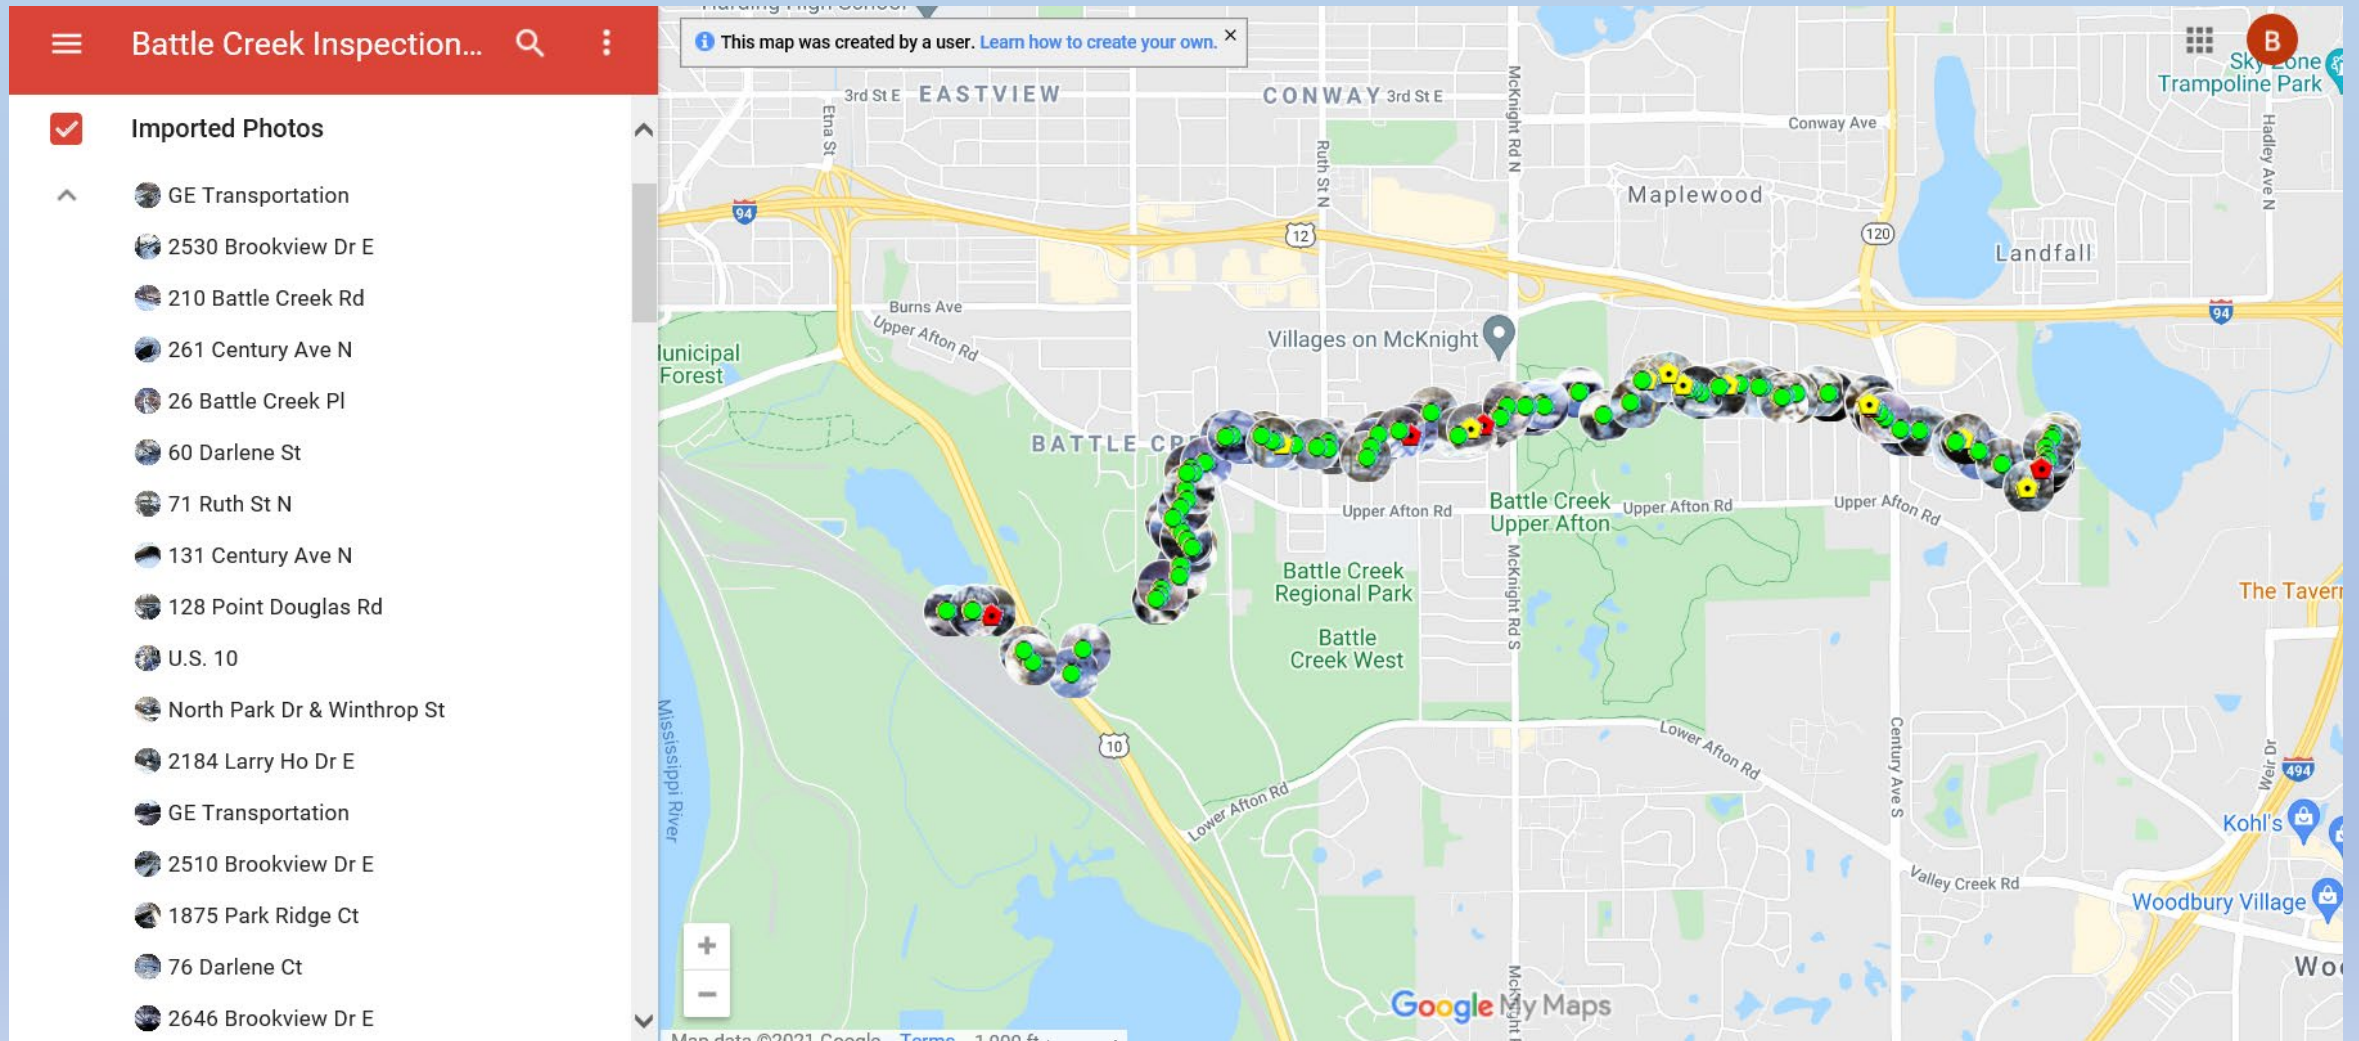 Battle Creek Inspection...
Imported Photos
GE Transportation
2530 Brookview Dr E
210 Battle Creek Rd
261 Century Ave N
26 Battle Creek Pl
60 Darlene St
71 Ruth St N
131 Century Ave N
128 Point Douglas Rd
U.S. 10
North Park Dr & Winthrop St
2184 Larry Ho Dr E
GE Transportation
2510 Brookview Dr E
1875 Park Ridge Ct
76 Darlene Ct
2646 Brookview Dr E
Harding High School
This map was created by a user. Learn how to create your own.
B
Sky Zone
Trampoline Park
3rd St E
EASTVIEW
CONWAY
3rd St E
Etna St
Ruth St N
McKnight Rd N
Conway Ave
Hadley Ave N
Maplewood
94
12
120
Landfall
94
Burns Ave
Upper Afton Rd
Villages on McKnight
Municipal
Forest
BATTLE CR
Upper Afton Rd
Battle Creek
Upper Afton
Upper Afton Rd
Upper Afton Rd
Battle Creek
Regional Park
McKnight Rd S
Battle
Creek West
The Tavern
Mississippi River
10
Lower Afton Rd
Lower Afton Rd
Century Ave S
Weir Dr
494
Kohl's
Valley Creek Rd
Woodbury Village
Woo
McKnight R
Google My Maps
Map data ©2021 Google
Terms
1,000 ft